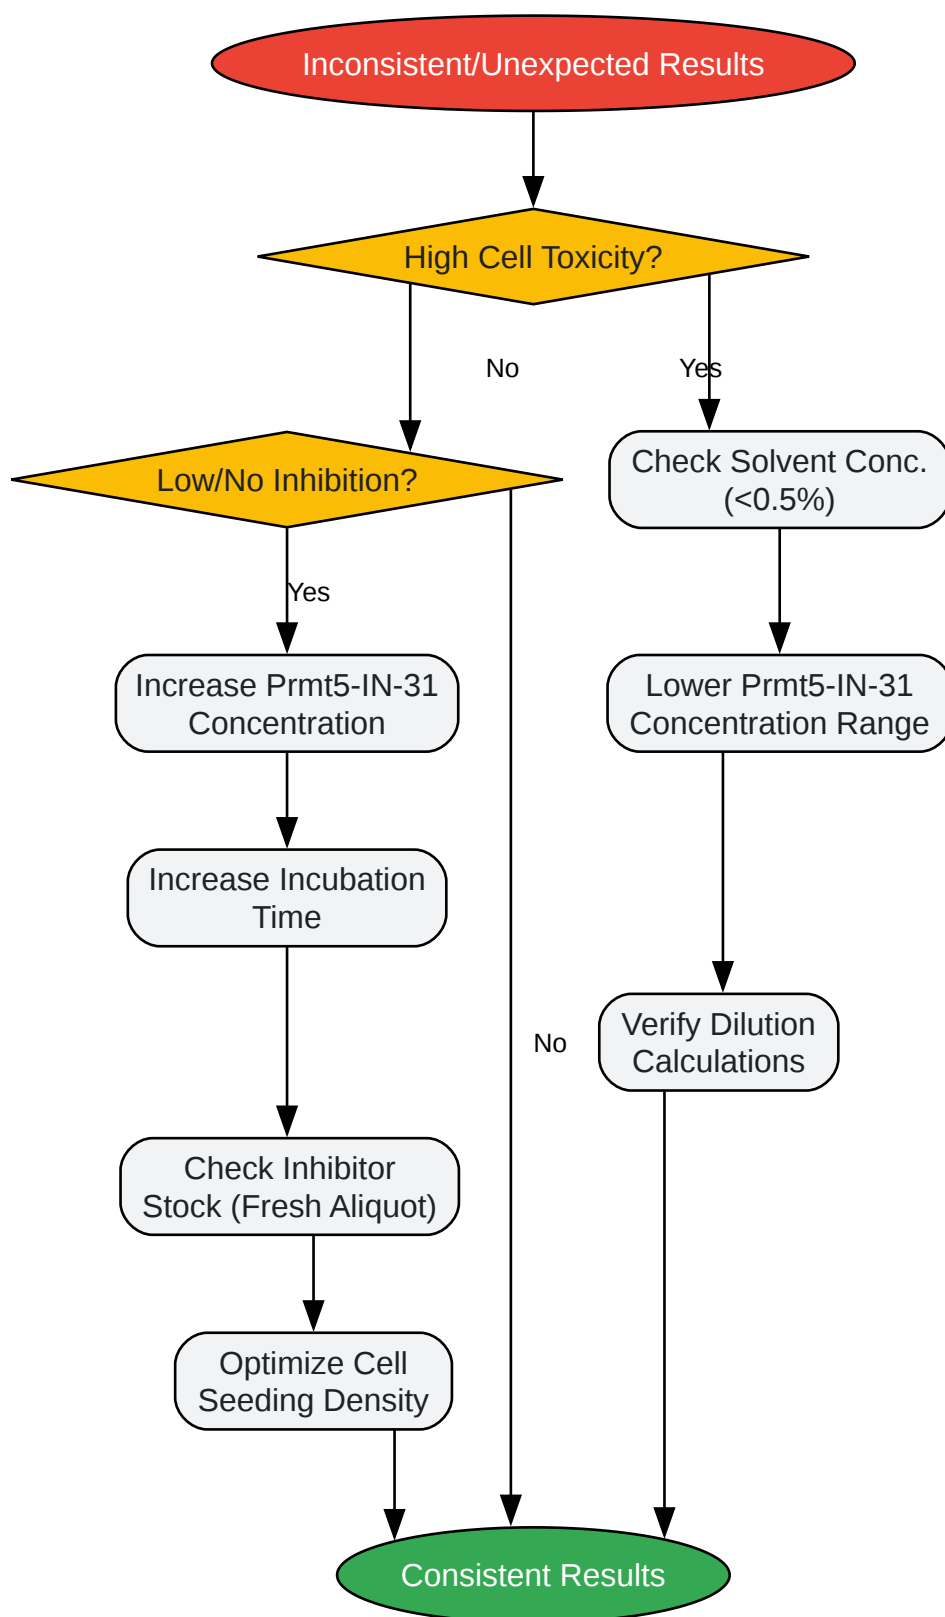 Inconsistent/Unexpected Results
High Cell Toxicity?
No
Yes
Low/No Inhibition?
Check Solvent Conc.
(<0.5%)
Yes
Increase Prmt5-IN-31
Concentration
Lower Prmt5-IN-31
Concentration Range
Increase Incubation
Time
No
Verify Dilution
Calculations
Check Inhibitor
Stock (Fresh Aliquot)
Optimize Cell
Seeding Density
Consistent Results